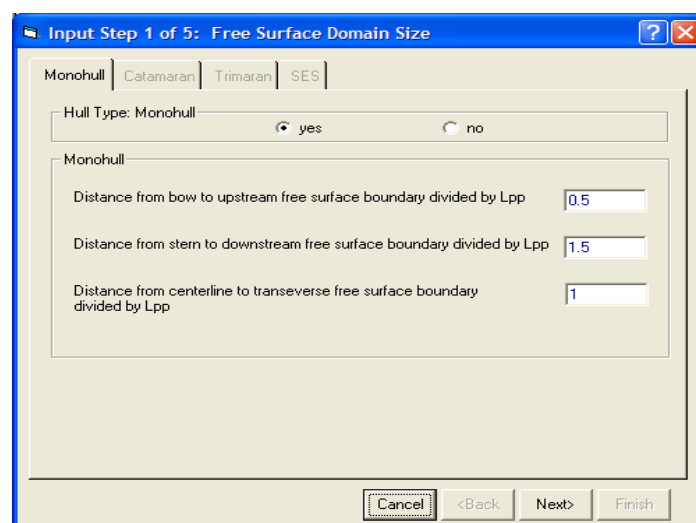 Input Step 1 of 5: Free Surface Domain Size
Monohull Catamaran Trimaran SES
Hull Type: Monohull
yes no
Monohull
Distance from bow to upstream free surface boundary divided by Lpp 0.5
Distance from stern to downstream free surface boundary divided by Lpp 1.5
Distance from centerline to transeverse free surface boundary 1
divided by Lpp
Cancel <Back Next> Finish